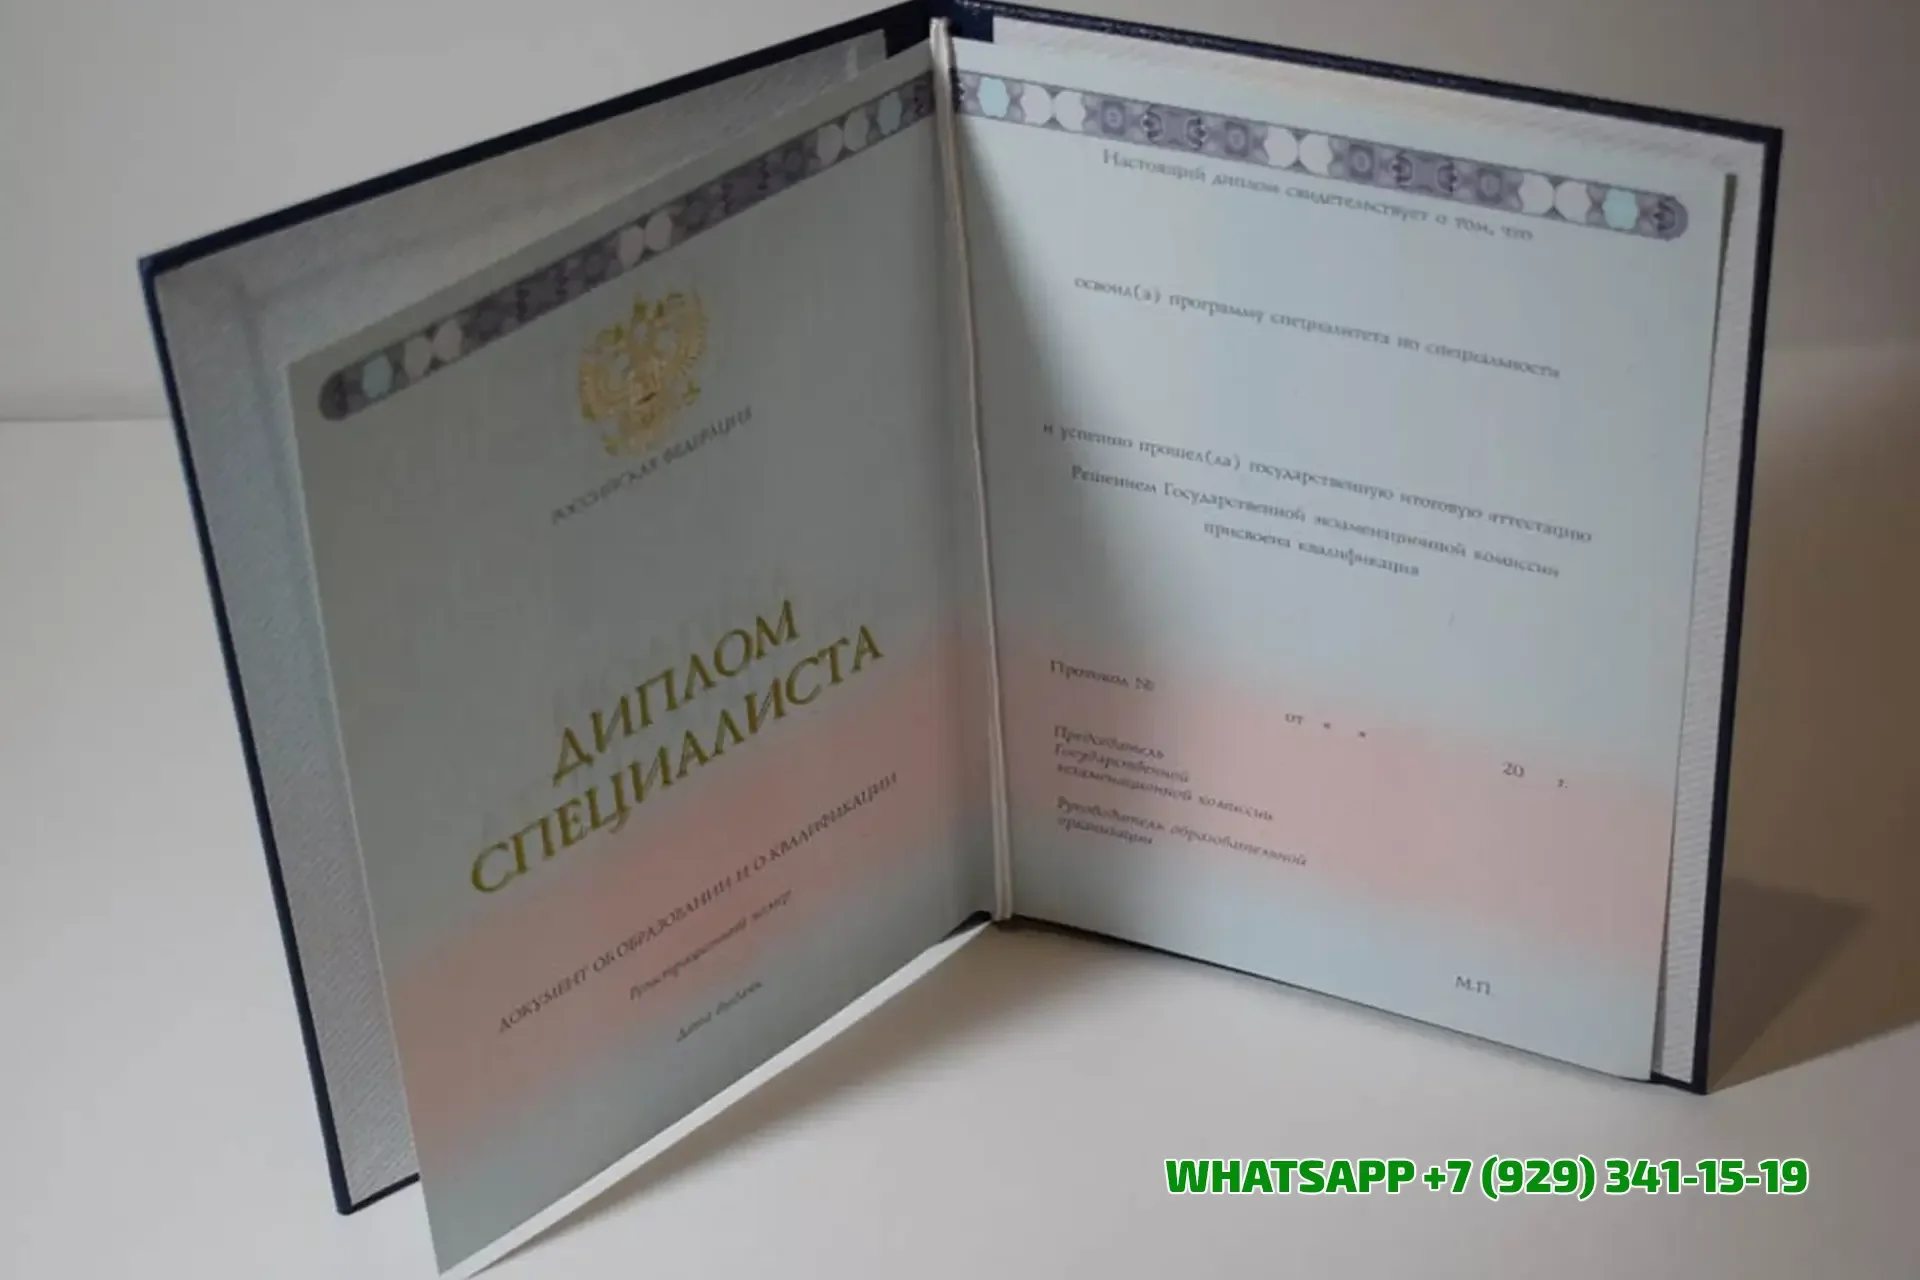 РОССИЙСКАЯ ФЕДЕРАЦИЯ
ДИПЛОМ
СПЕЦИАЛИСТА
ДОКУМЕНТ ОБ ОБРАЗОВАНИИ И О КВАЛИФИКАЦИИ
Регистрационный номер
Дата выдачи
Настоящий диплом свидетельствует о том, что
освоил(а) программу специалитета по специальности
и успешно прошел(ла) государственную итоговую аттестацию
Решением Государственной экзаменационной комиссии
присвоена квалификация
Протокол №
от « »
20 г.
Председатель
Государственной
экзаменационной комиссии
Руководитель образовательной
организации
М.П.
WHATSAPP +7 (929) 341-15-19